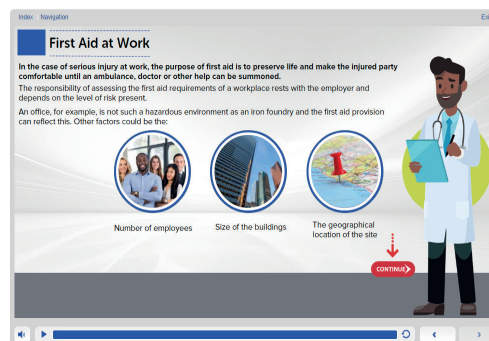 Index
Navigation
First Aid at Work
In the case of serious injury at work, the purpose of first aid is to preserve life and make the injured party
comfortable until an ambulance, doctor or other help can be summoned.
The responsibility of assessing the first aid requirements of a workplace rests with the employer and
depends on the level of risk present.
An office, for example, is not such a hazardous environment as an iron foundry and the first aid provision
can reflect this. Other factors could be the:
Number of employees
Size of the buildings
The geographical
location of the site
CONTINUE